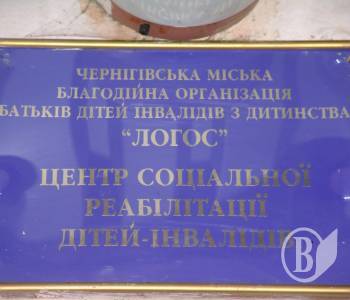 ЧЕРНІГІВСЬКА МІСЬКА
БЛАГОДІЙНА ОРГАНІЗАЦІЯ
БАТЬКІВ ДІТЕЙ ІНВАЛІДІВ З ДИТИНСТВА
“ЛОГОС”
ЦЕНТР СОЦІАЛЬНОЇ
РЕАБІЛІТАЦІЇ
ДІТЕЙ-ІНВАЛІДІВ